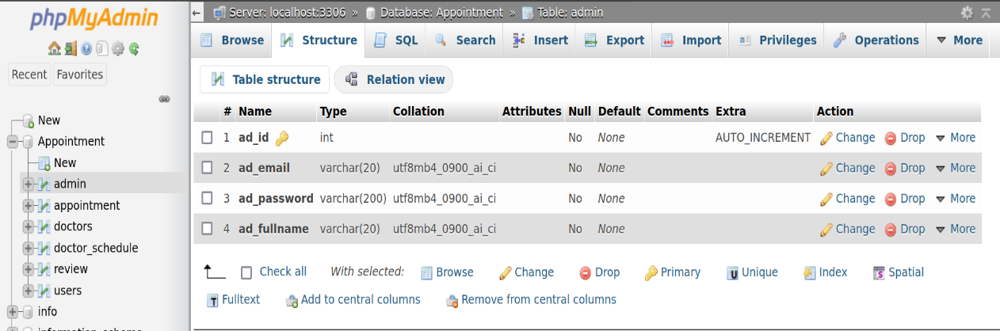 phpMyAdmin
Recent Favorites
New
Appointment
New
admin
appointment
doctors
doctor_schedule
review
users
info
information_schema
← Server: localhost:3306 » Database: Appointment » Table: admin
Browse Structure SQL Search Insert Export Import Privileges Operations More
Table structure Relation view
# Name Type Collation Attributes Null Default Comments Extra Action
1 ad_id int No None AUTO_INCREMENT Change Drop More
2 ad_email varchar(20) utf8mb4_0900_ai_ci No None Change Drop More
3 ad_password varchar(200) utf8mb4_0900_ai_ci No None Change Drop More
4 ad_fullname varchar(20) utf8mb4_0900_ai_ci No None Change Drop More
Check all With selected: Browse Change Drop Primary Unique Index Spatial
Fulltext Add to central columns Remove from central columns